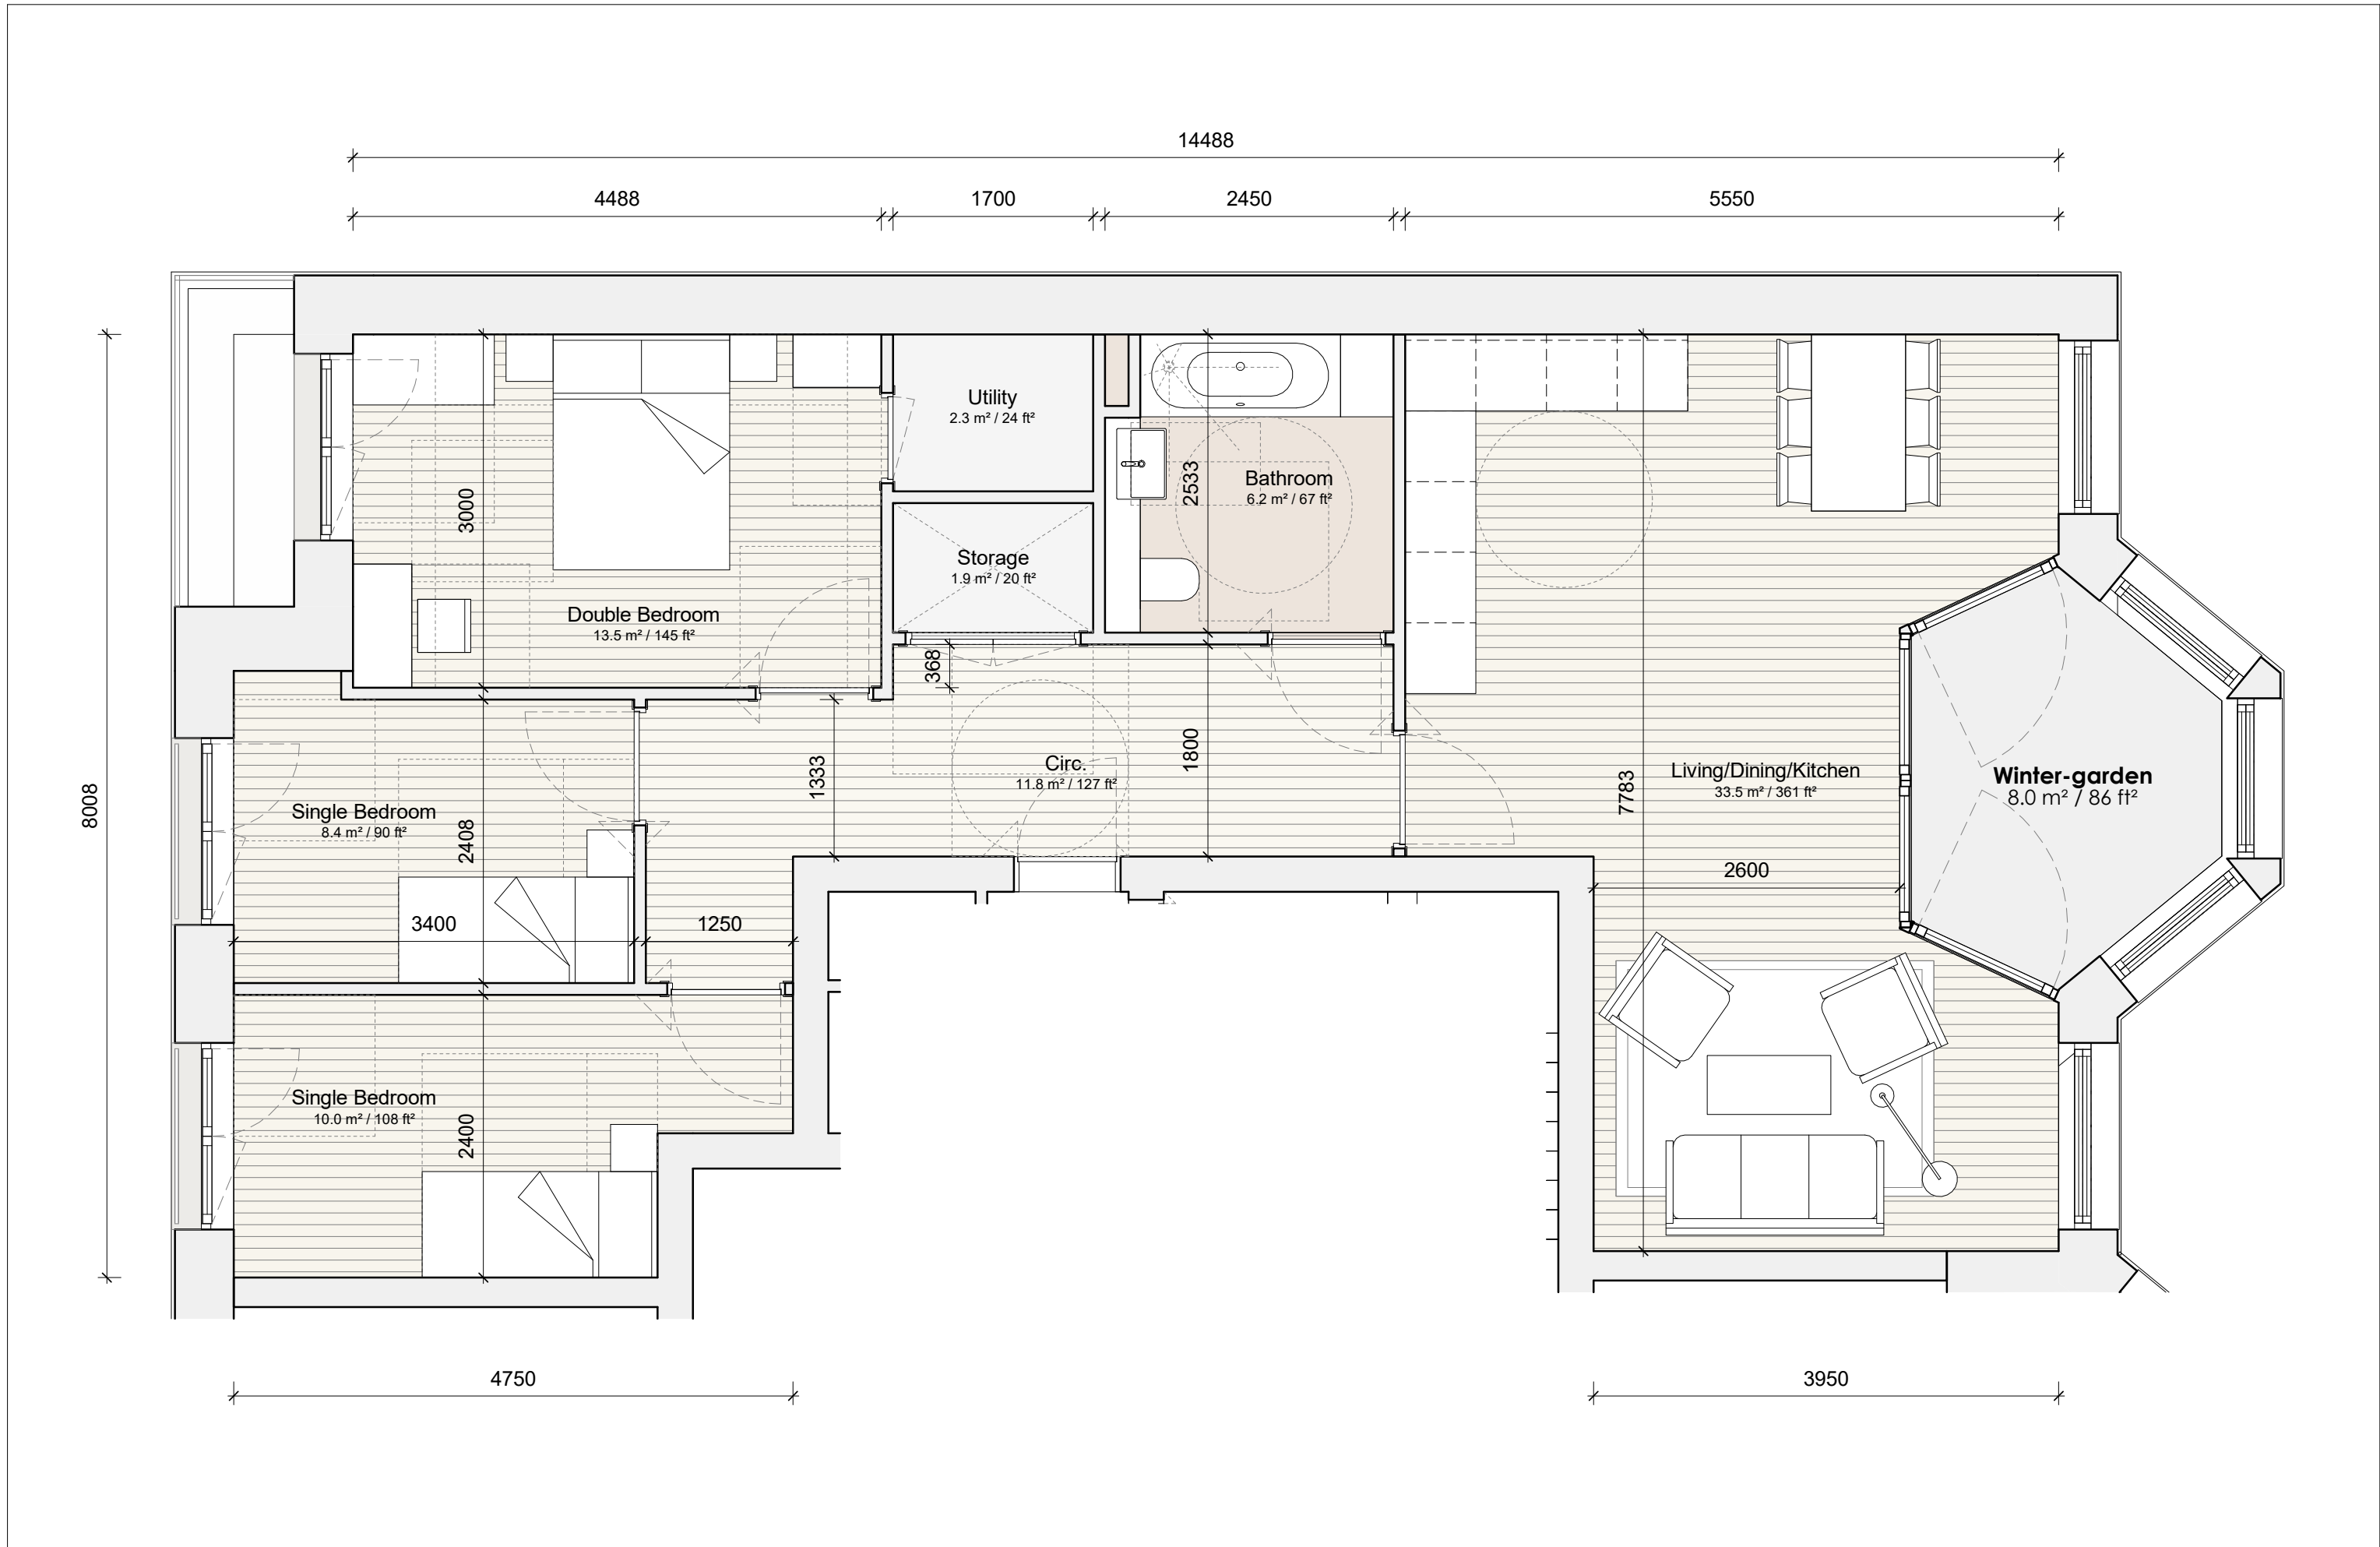 14488
4488
1700
2450
5550
Utility
2.3 m² / 24 ft²
Bathroom
6.2 m² / 67 ft²
2533
3000
Storage
1.9 m² / 20 ft²
Double Bedroom
13.5 m² / 145 ft²
368
8008
Single Bedroom
8.4 m² / 90 ft²
2408
1333
Circ.
11.8 m² / 127 ft²
1800
7783
Living/Dining/Kitchen
33.5 m² / 361 ft²
Winter-garden
8.0 m² / 86 ft²
2600
3400
1250
Single Bedroom
10.0 m² / 108 ft²
2400
4750
3950